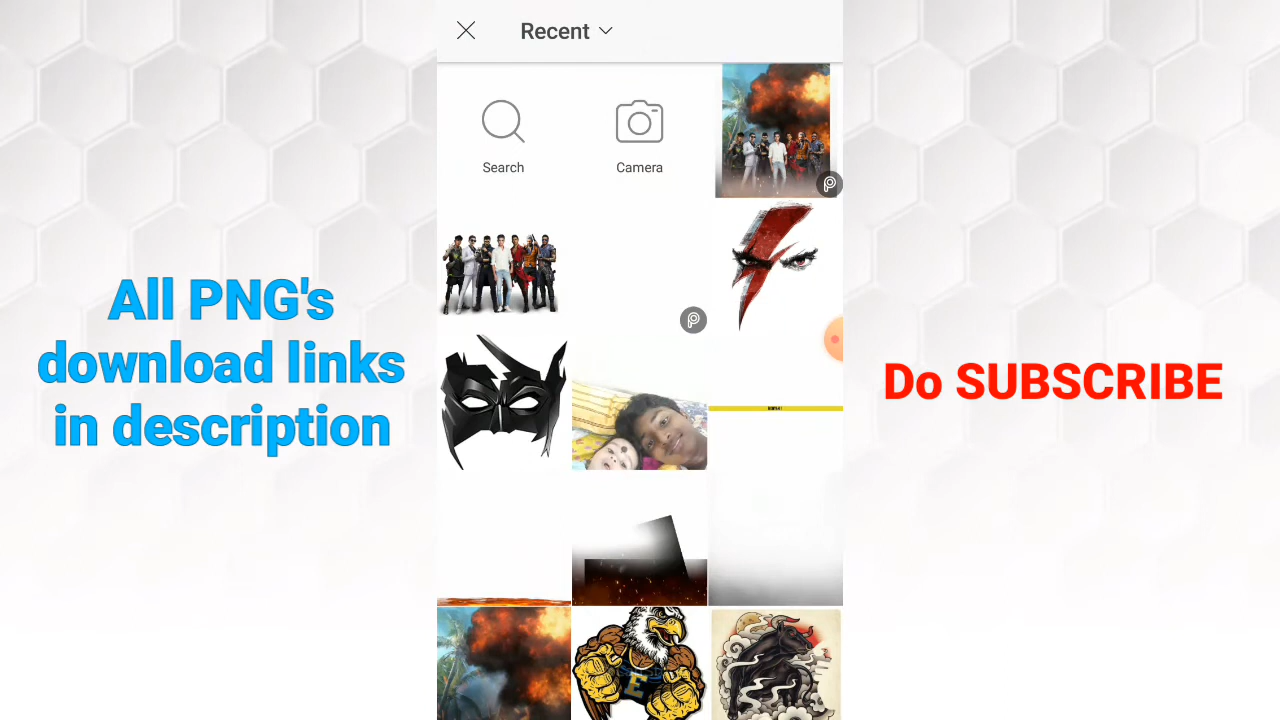 Recent
Search
Camera
All PNG's
download links
in description
Do SUBSCRIBE
E